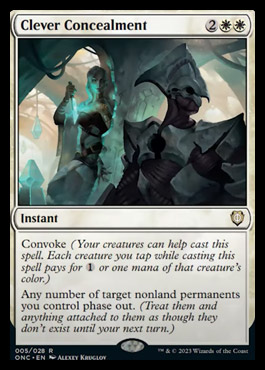 Clever Concealment 2
Instant
Convoke (Your creatures can help cast this
spell. Each creature you tap while casting
this spell pays for 1 or one mana of that creature's
color.)
Any number of target nonland permanents
you control phase out. (Treat them and
anything attached to them as though they
don't exist until your next turn.)
005/028 R
ONC • EN ALEXEY KRUGLOV
™ & © 2023 Wizards of the Coast